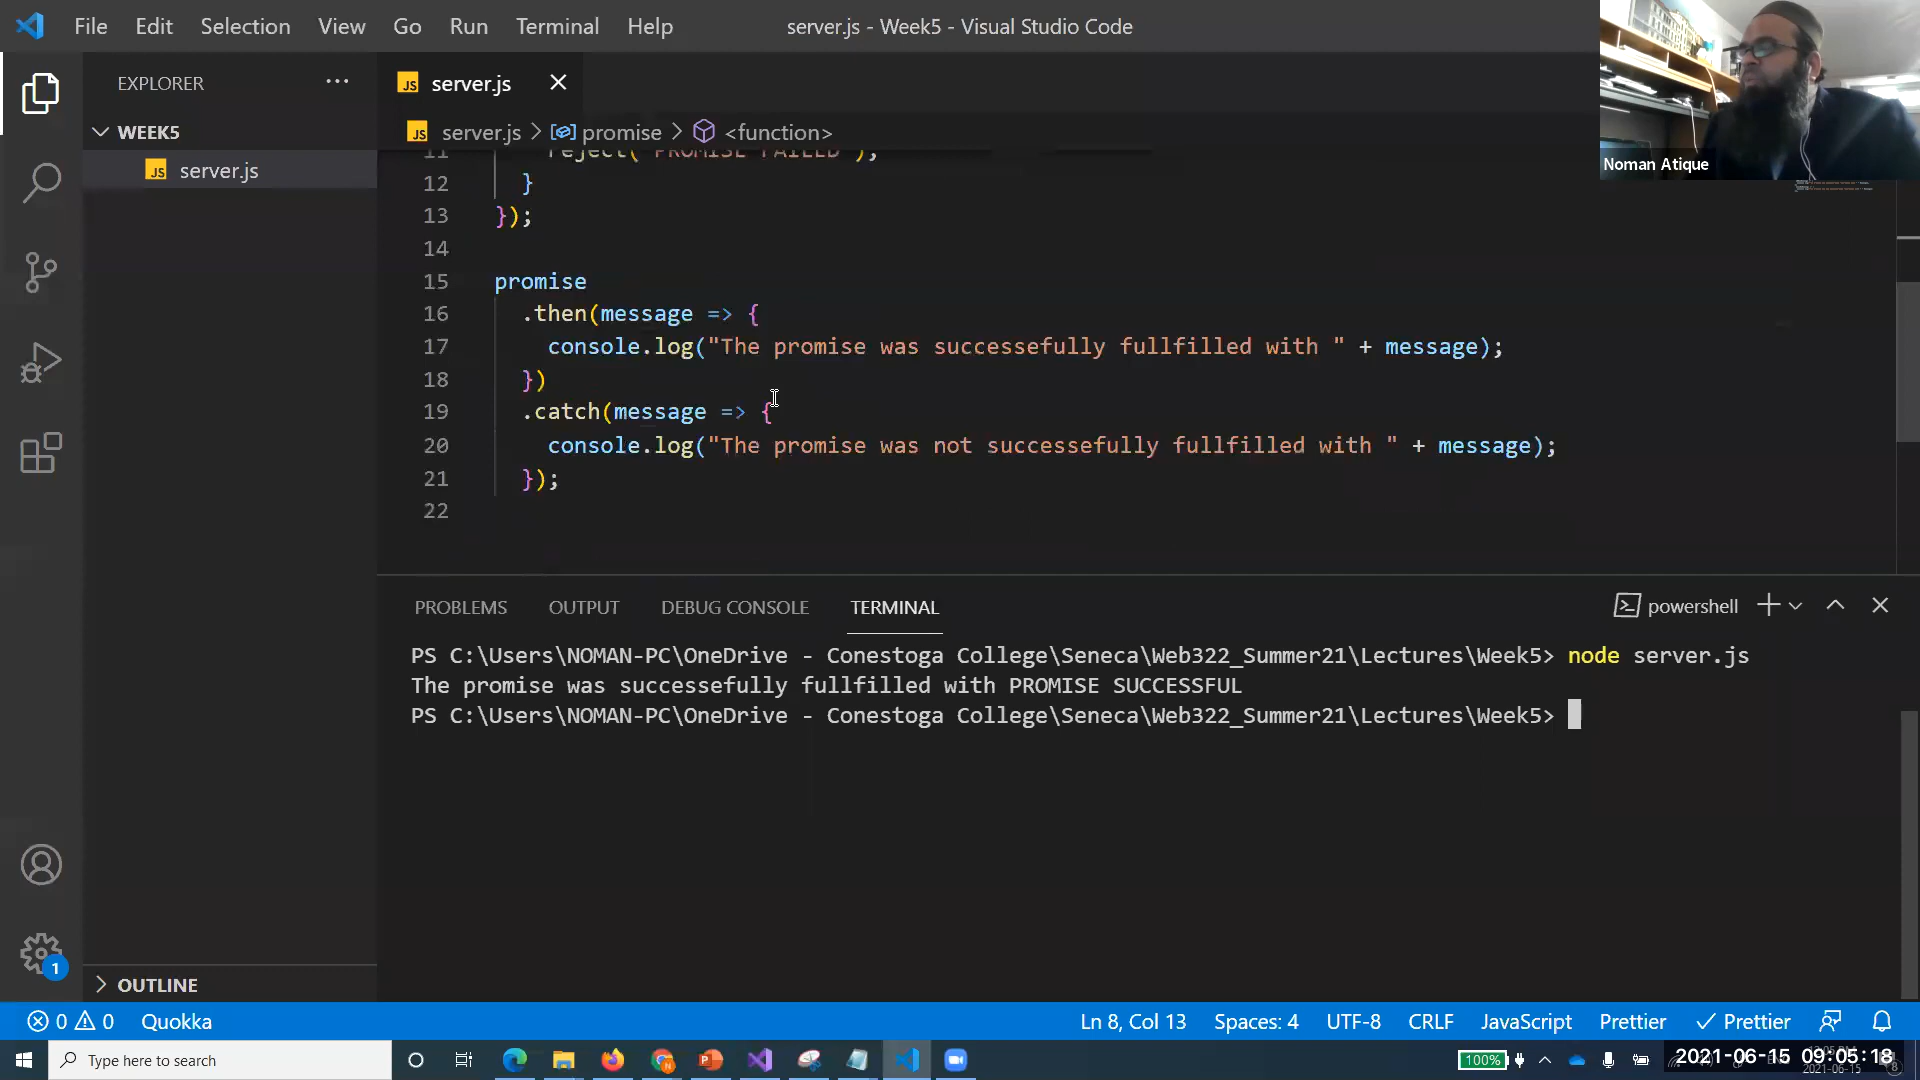 File Edit Selection View Go Run Terminal Help
server.js - Week5 - Visual Studio Code
Noman Atique
EXPLORER
WEEK5
JS server.js
OUTLINE
JS server.js
JS server.js > promise > <function>
11 reject("PROMISE FAILED");
12 }
13 });
14
15 promise
16 .then(message => {
17 console.log("The promise was successefully fullfilled with " + message);
18 })
19 .catch(message => {
20 console.log("The promise was not successefully fullfilled with " + message);
21 });
22
PROBLEMS OUTPUT DEBUG CONSOLE TERMINAL
powershell
PS C:\Users\NOMAN-PC\OneDrive - Conestoga College\Seneca\Web322_Summer21\Lectures\Week5> node server.js
The promise was successefully fullfilled with PROMISE SUCCESSFUL
PS C:\Users\NOMAN-PC\OneDrive - Conestoga College\Seneca\Web322_Summer21\Lectures\Week5>
1
0 0 Quokka Ln 8, Col 13 Spaces: 4 UTF-8 CRLF JavaScript Prettier Prettier
Type here to search
100%
2021-06-15 09:05:18
2021-06-15